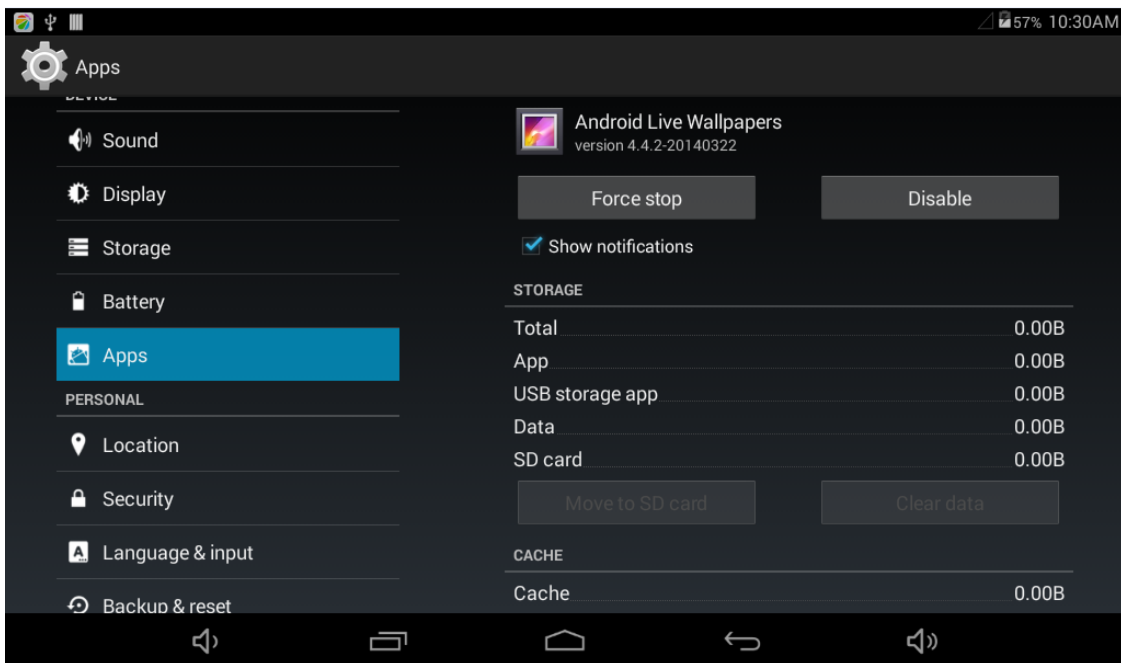 57% 10:30AM
Apps
DEVICE
Sound
Display
Storage
Battery
Apps
PERSONAL
Location
Security
Language & input
Backup & reset
Android Live Wallpapers
version 4.4.2-20140322
Force stop
Disable
Show notifications
STORAGE
Total 0.00B
App 0.00B
USB storage app 0.00B
Data 0.00B
SD card 0.00B
Move to SD card
Clear data
CACHE
Cache 0.00B